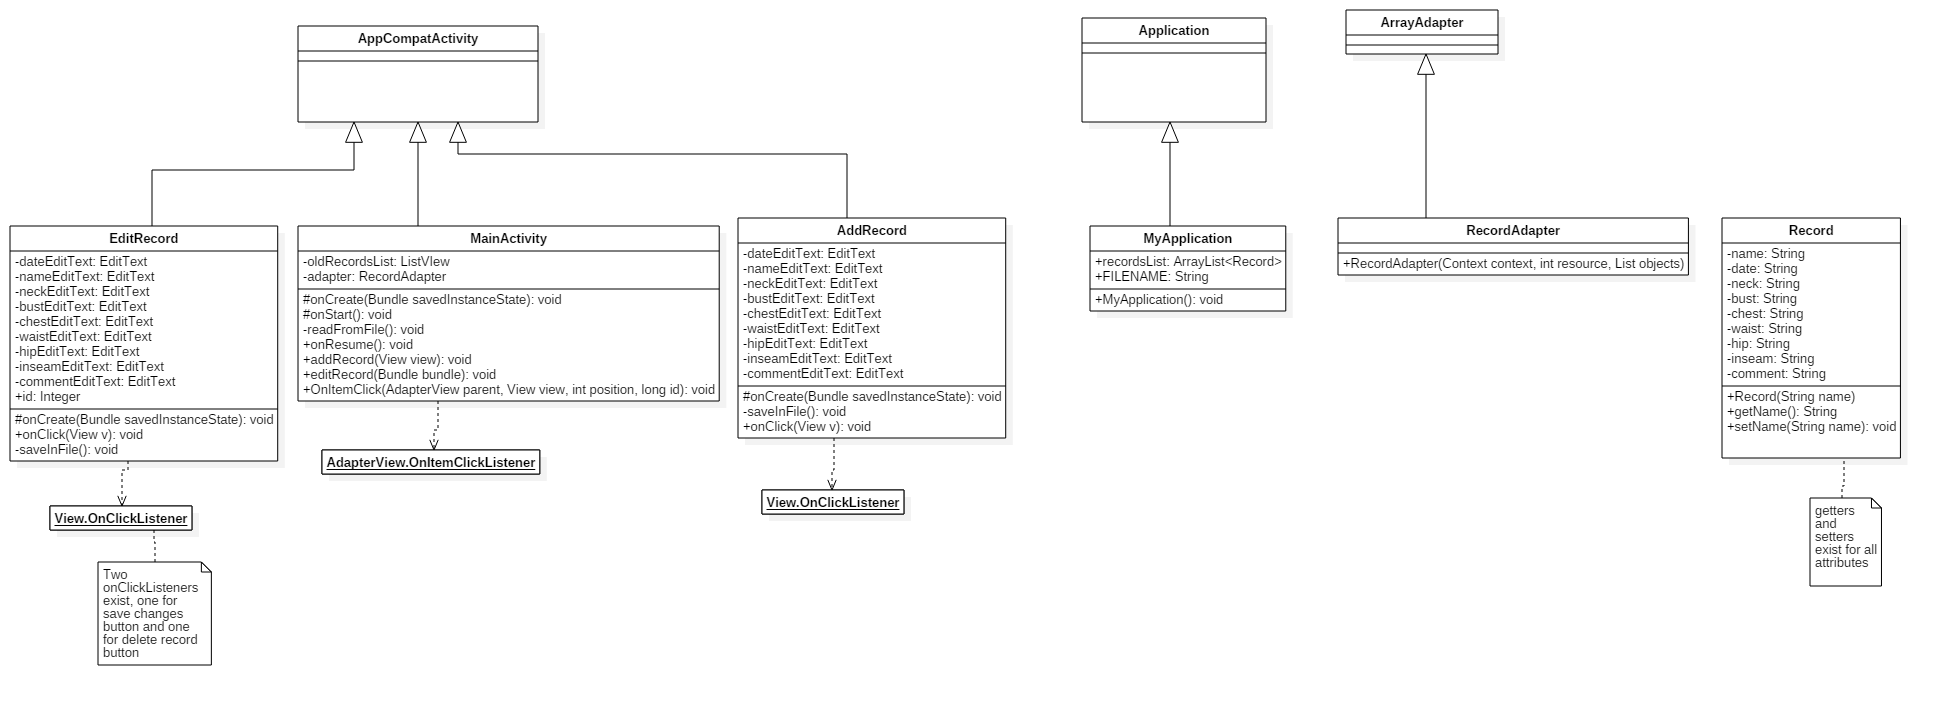 AppCompatActivity
Application
ArrayAdapter
EditRecord
-dateEditText: EditText
-nameEditText: EditText
-neckEditText: EditText
-bustEditText: EditText
-chestEditText: EditText
-waistEditText: EditText
-hipEditText: EditText
-inseamEditText: EditText
-commentEditText: EditText
+id: Integer
#onCreate(Bundle savedInstanceState): void
+onClick(View v): void
-saveInFile(): void
View.OnClickListener
Two
onClickListeners
exist, one for
save changes
button and one
for delete record
button
MainActivity
-oldRecordsList: ListVIew
-adapter: RecordAdapter
#onCreate(Bundle savedInstanceState): void
#onStart(): void
-readFromFile(): void
+onResume(): void
+addRecord(View view): void
+editRecord(Bundle bundle): void
+OnItemClick(AdapterView parent, View view, int position, long id): void
AdapterView.OnItemClickListener
AddRecord
-dateEditText: EditText
-nameEditText: EditText
-neckEditText: EditText
-bustEditText: EditText
-chestEditText: EditText
-waistEditText: EditText
-hipEditText: EditText
-inseamEditText: EditText
-commentEditText: EditText
#onCreate(Bundle savedInstanceState): void
-saveInFile(): void
+onClick(View v): void
View.OnClickListener
MyApplication
+recordsList: ArrayList<Record>
+FILENAME: String
+MyApplication(): void
RecordAdapter
+RecordAdapter(Context context, int resource, List objects)
Record
-name: String
-date: String
-neck: String
-bust: String
-chest: String
-waist: String
-hip: String
-inseam: String
-comment: String
+Record(String name)
+getName(): String
+setName(String name): void
getters
and
setters
exist for all
attributes